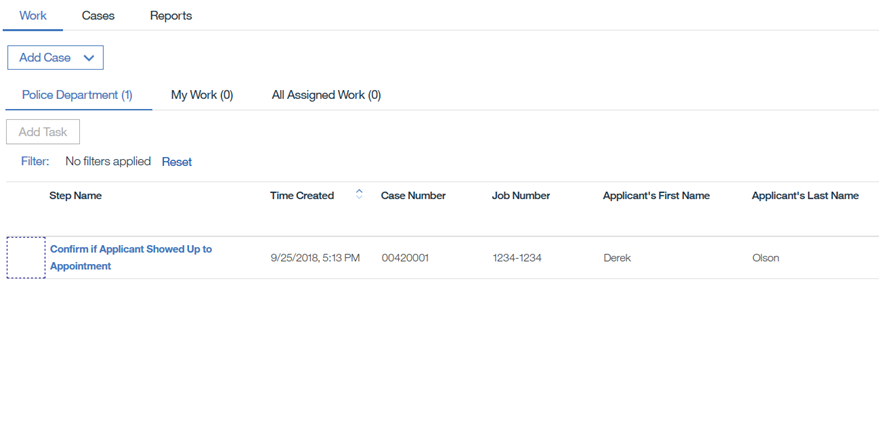 Work Cases Reports
Add Case
Police Department (1) My Work (0) All Assigned Work (0)
Add Task
Filter: No filters applied Reset
Step Name Time Created Case Number Job Number Applicant's First Name Applicant's Last Name
Confirm if Applicant Showed Up to
Appointment
9/25/2018, 5:13 PM 00420001 1234-1234 Derek Olson